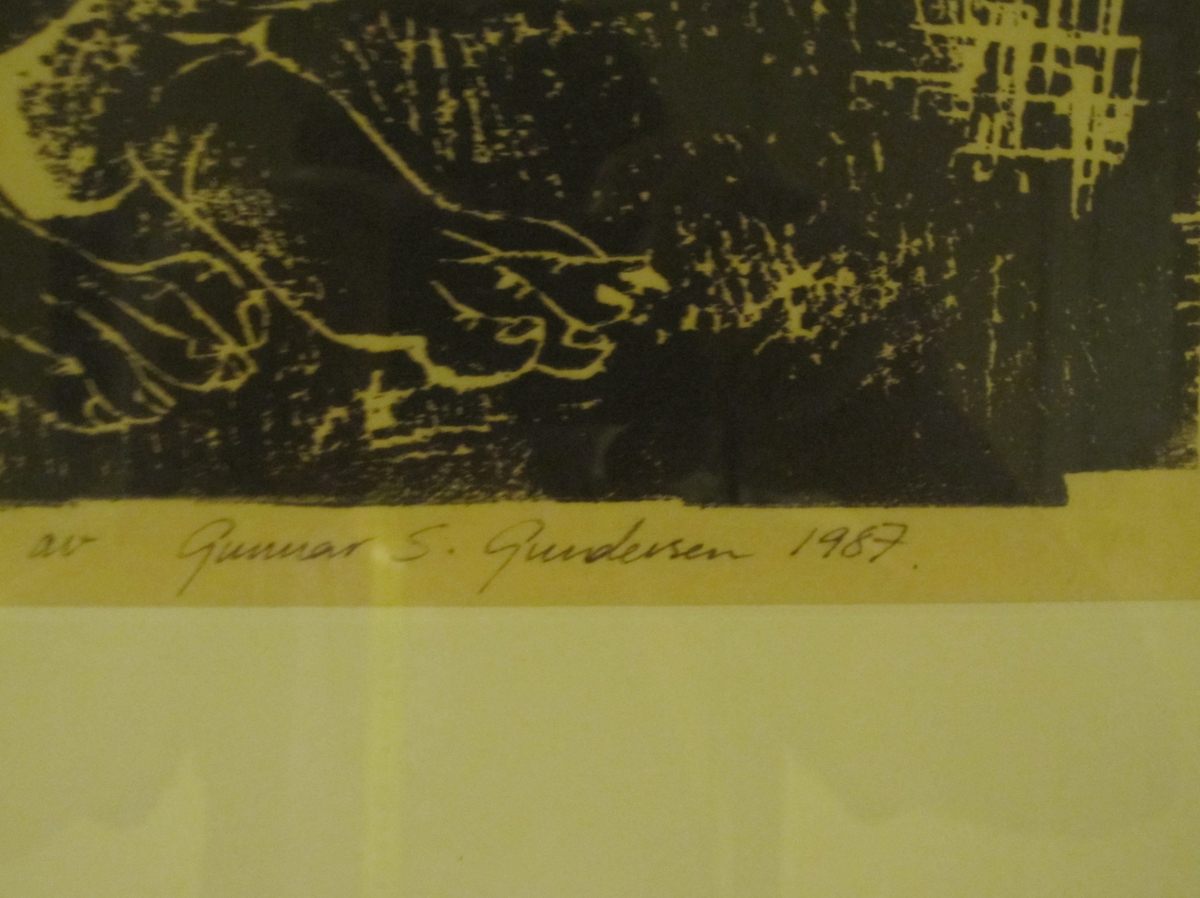 av Gunnar S. Gundersen 1987.